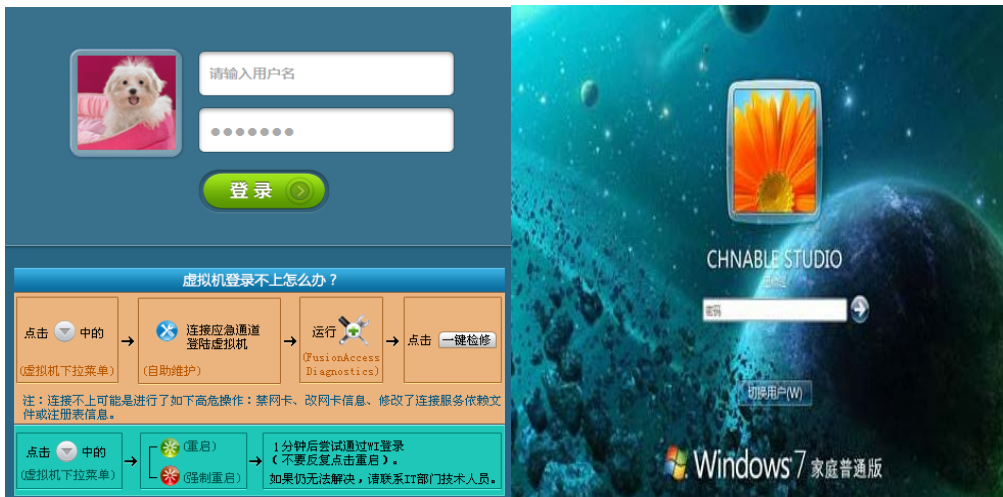 请输入用户名
登录
虚拟机登录不上怎么办？
点击 中的
(虚拟机下拉菜单)
连接应急通道
登陆虚拟机
(自助维护)
运行
(FusionAccess
Diagnostics)
点击 一键检修
注：连接不上可能是进行了如下高危操作：禁网卡、改网卡信息、修改了连接服务依赖文
件或注册表信息。
点击 中的
(虚拟机下拉菜单)
(重启)
(强制重启)
1分钟后尝试通过WI登录
（不要反复点击重启）。
如果仍无法解决，请联系IT部门技术人员。
CHNABLE STUDIO
密码
切换用户(W)
Windows 7 家庭普通版